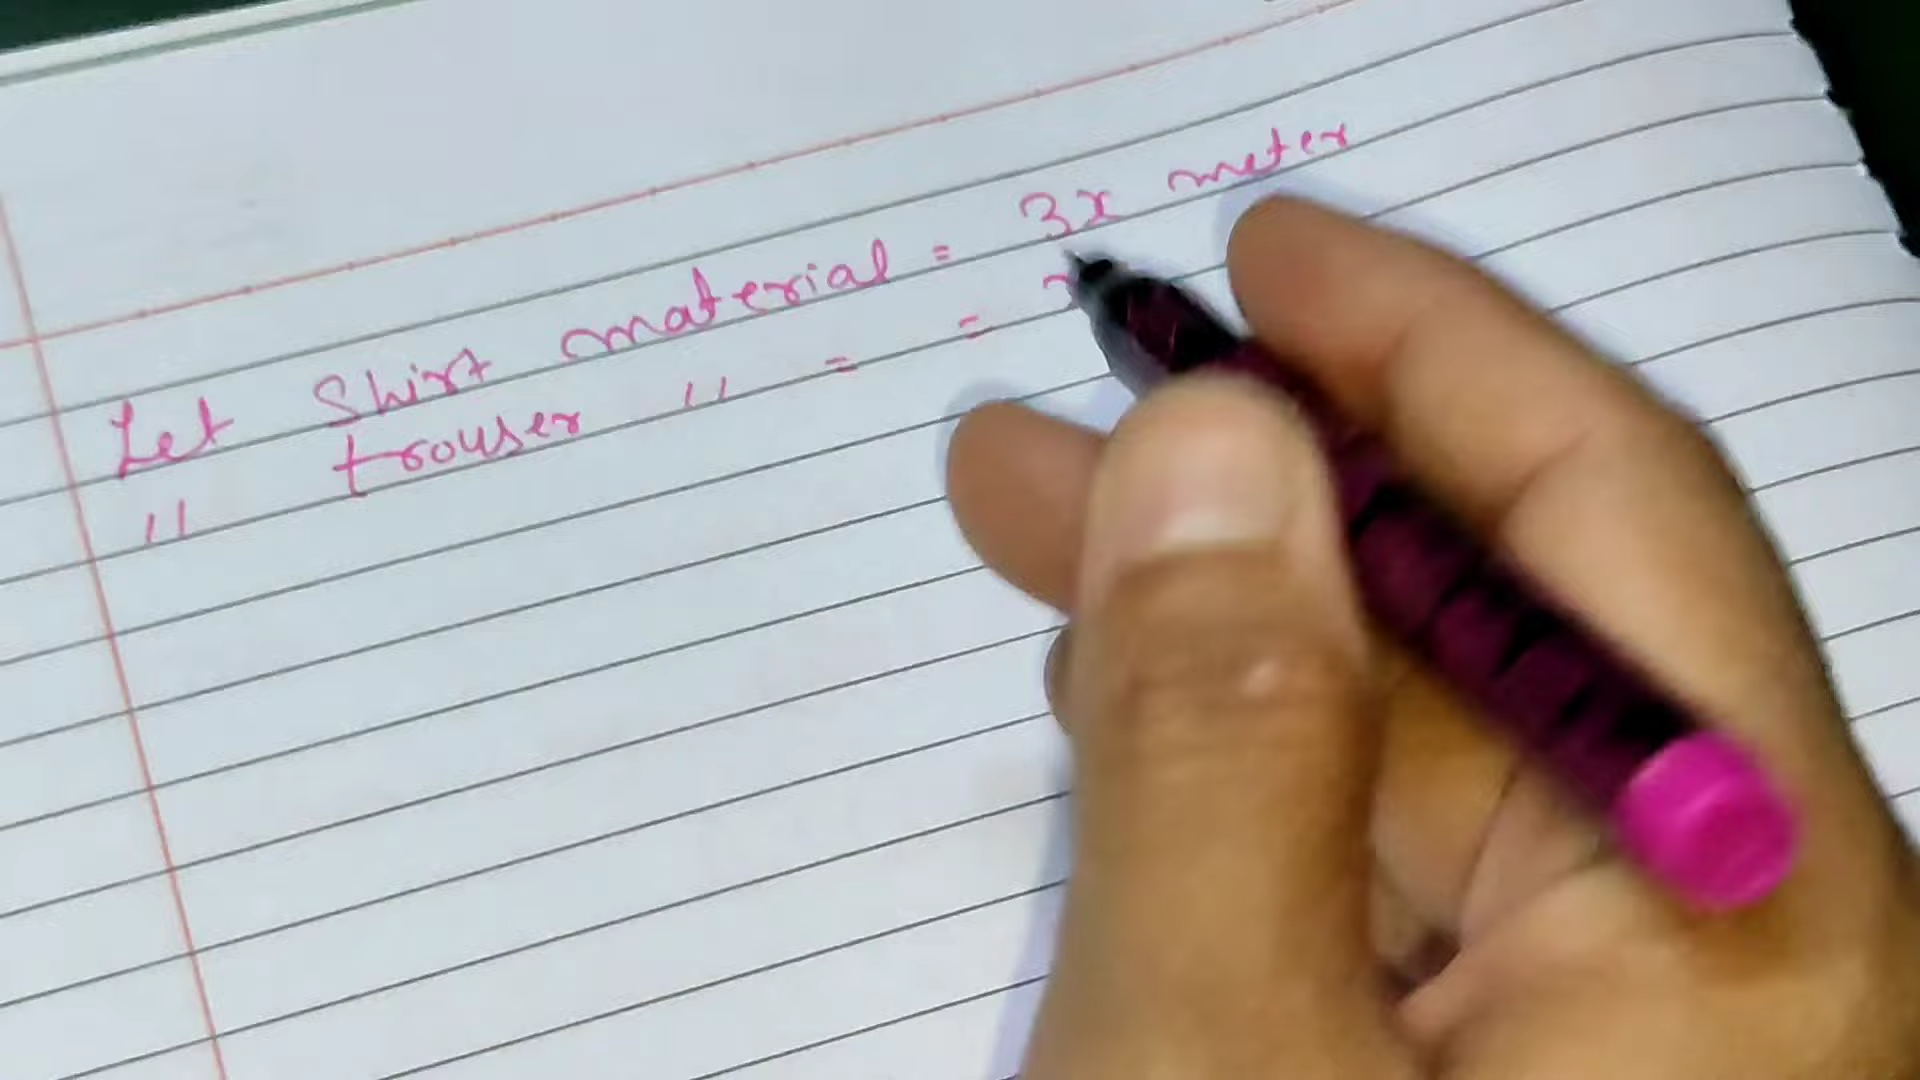 Let Shirt material = 3x meter
" trouser " = =